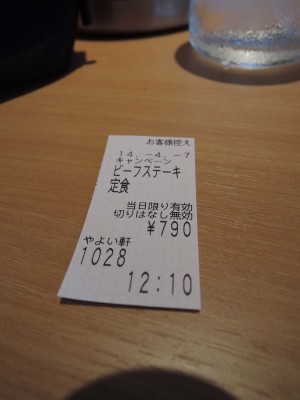 お客様控え
14.-4.-7
キャンペーン
ビーフステーキ
定食
当日限り有効
切りはなし無効
¥790
やよい軒
1028
12:10